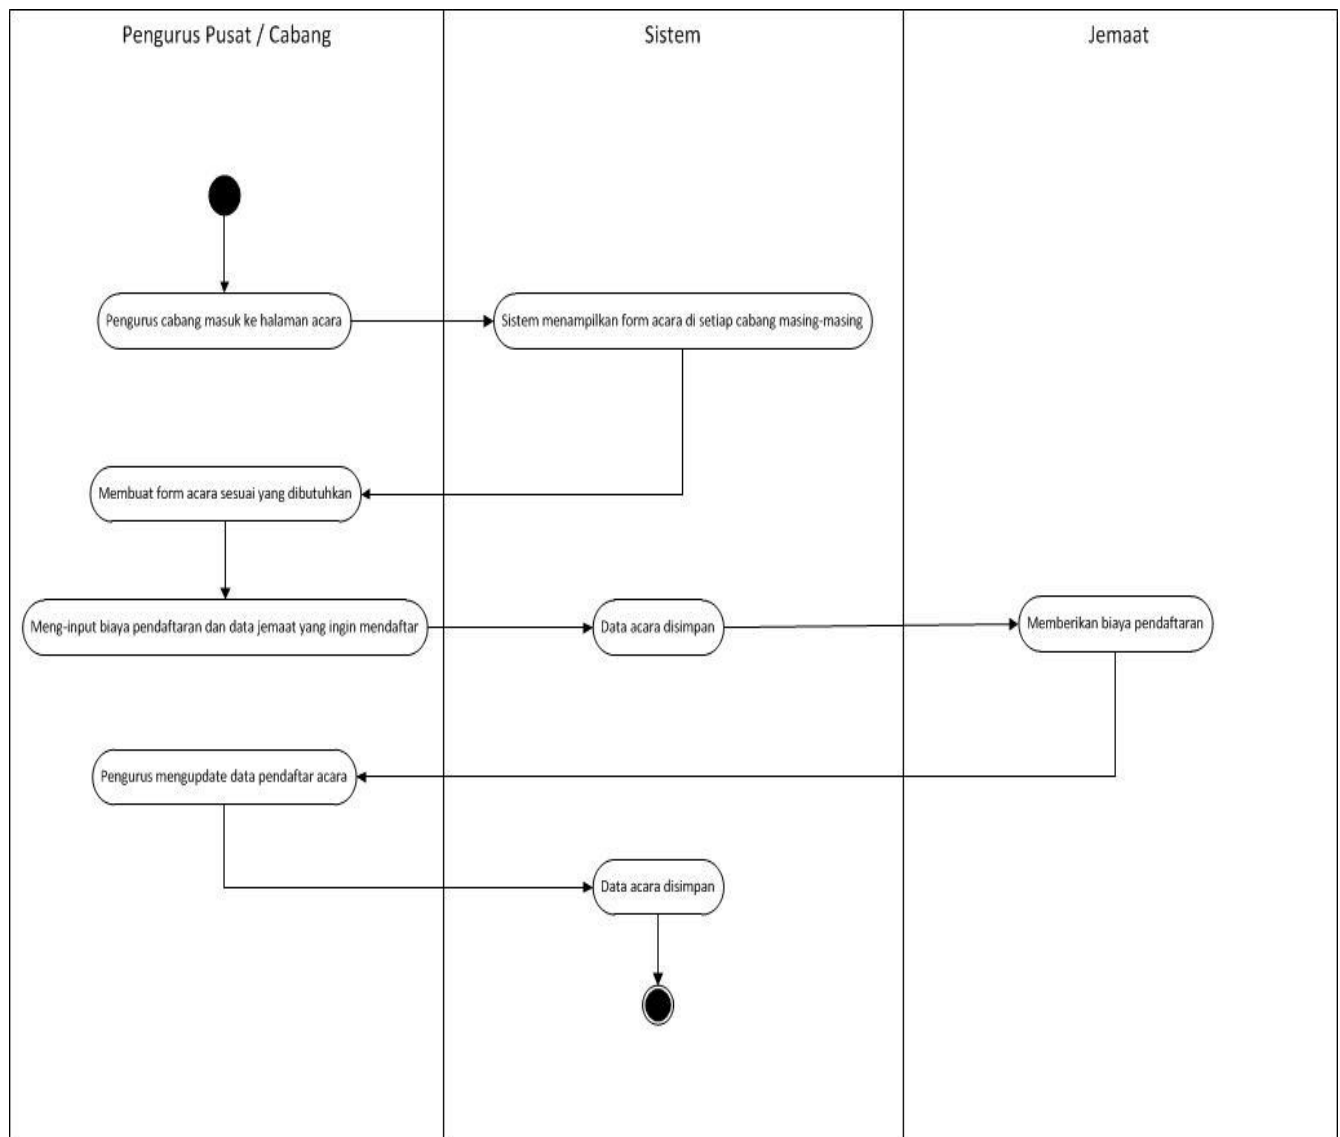 Pengurus Pusat / Cabang
Sistem
Jemaat
Pengurus cabang masuk ke halaman acara
Sistem menampilkan form acara di setiap cabang masing-masing
Membuat form acara sesuai yang dibutuhkan
Meng-input biaya pendaftaran dan data jemaat yang ingin mendaftar
Data acara disimpan
Memberikan biaya pendaftaran
Pengurus mengupdate data pendaftar acara
Data acara disimpan